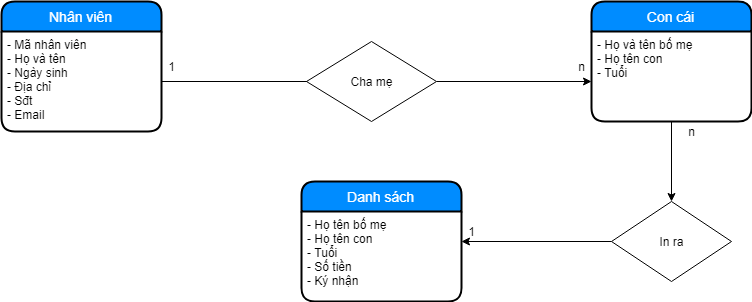 Nhân viên
- Mã nhân viên
- Họ và tên
- Ngày sinh
- Địa chỉ
- Sđt
- Email
1
Cha mẹ
n
Con cái
- Họ và tên bố mẹ
- Họ tên con
- Tuổi
n
In ra
1
Danh sách
- Họ tên bố mẹ
- Họ tên con
- Tuổi
- Số tiền
- Ký nhận